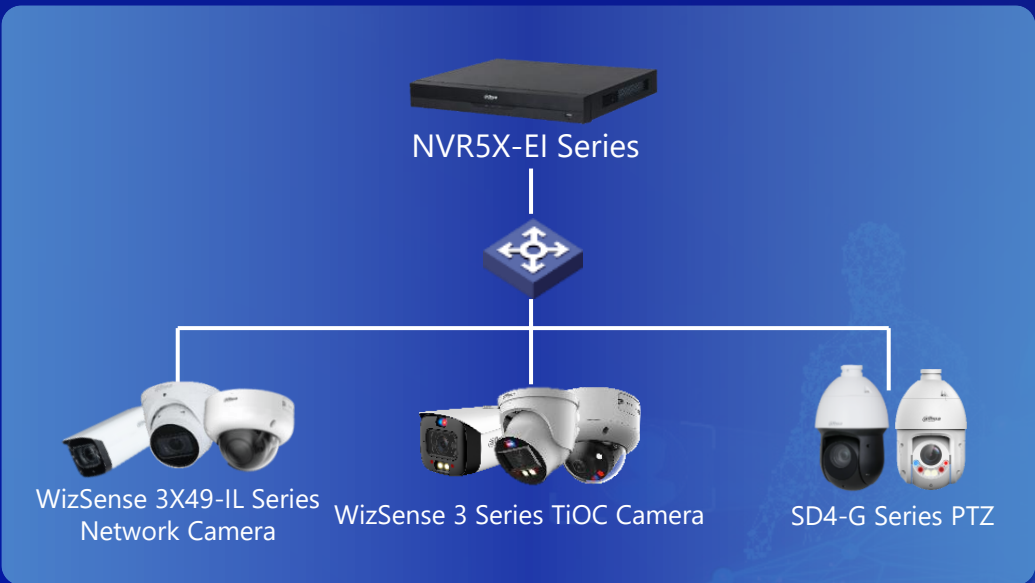 NVR5X-EI Series
WizSense 3X49-IL Series
Network Camera
WizSense 3 Series TiOC Camera
SD4-G Series PTZ